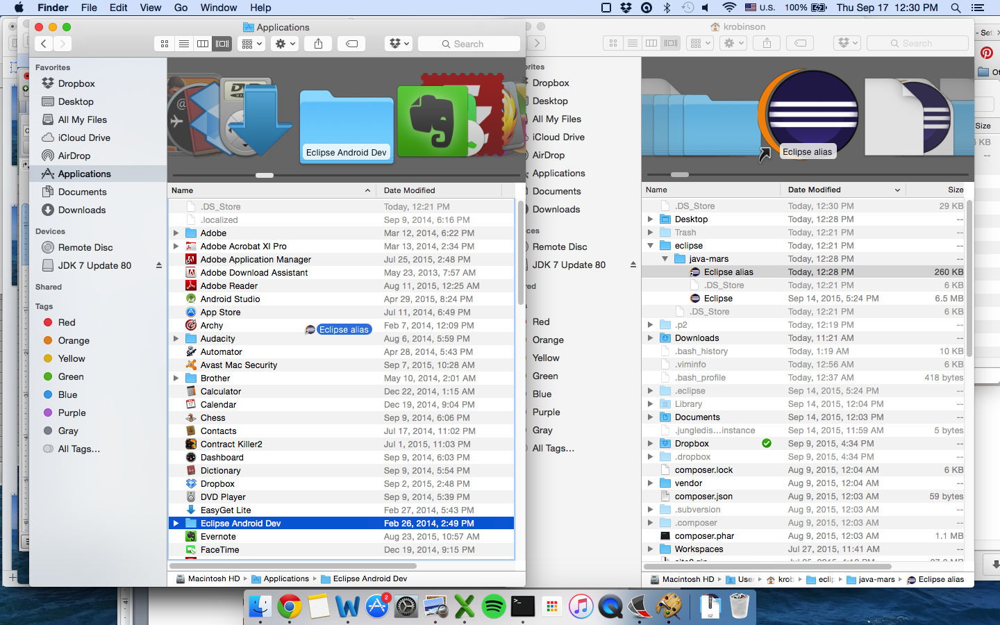 Finder File Edit View Go Window Help U.S. 100% Thu Sep 17 12:30 PM
Applications
Search
Favorites
Dropbox
Desktop
All My Files
iCloud Drive
AirDrop
Applications
Documents
Downloads
Devices
Remote Disc
JDK 7 Update 80
Shared
Tags
Red
Orange
Yellow
Green
Blue
Purple
Gray
All Tags...
Eclipse Android Dev
Name Date Modified
.DS_Store Today, 12:21 PM
.localized Sep 9, 2014, 6:16 PM
Adobe Mar 12, 2014, 6:22 PM
Adobe Acrobat XI Pro Mar 13, 2014, 2:34 PM
Adobe Application Manager Jul 25, 2015, 2:48 PM
Adobe Download Assistant May 23, 2013, 7:57 AM
Adobe Reader Aug 11, 2015, 12:25 AM
Android Studio Apr 29, 2015, 8:24 PM
App Store Jul 11, 2014, 6:49 PM
Archy Feb 7, 2014, 12:09 PM
Eclipse alias
Audacity Aug 6, 2014, 5:59 PM
Automator Apr 28, 2014, 5:43 PM
Avast Mac Security Sep 7, 2015, 10:28 AM
Brother May 10, 2014, 2:01 AM
Calculator Dec 22, 2014, 1:15 AM
Calendar Dec 19, 2014, 9:04 PM
Chess Sep 9, 2014, 6:06 PM
Contacts Jul 17, 2014, 11:02 PM
Contract Killer2 Jul 1, 2015, 11:03 PM
Dashboard Sep 9, 2014, 6:03 PM
Dictionary Sep 9, 2014, 5:54 PM
Dropbox Sep 2, 2015, 2:48 PM
DVD Player Sep 9, 2014, 5:39 PM
EasyGet Lite Feb 27, 2014, 5:43 PM
Eclipse Android Dev Feb 26, 2014, 2:49 PM
Evernote Aug 23, 2015, 10:57 AM
FaceTime Dec 19, 2014, 9:15 PM
Macintosh HD Applications Eclipse Android Dev
krobinson
Search
orites
Dropbox
Desktop
All My Files
iCloud Drive
AirDrop
Applications
Documents
Downloads
ces
Remote Disc
JDK 7 Update 80
red
Red
Orange
Yellow
Green
Blue
Purple
Gray
All Tags...
Eclipse alias
Name Date Modified Size
.DS_Store Today, 12:30 PM 29 KB
Desktop Today, 12:28 PM --
Trash Today, 12:21 PM --
eclipse Today, 12:21 PM --
java-mars Today, 12:28 PM --
Eclipse alias Today, 12:28 PM 260 KB
.DS_Store Today, 12:21 PM 6 KB
Eclipse Sep 14, 2015, 5:24 PM 6.5 MB
.DS_Store Today, 12:21 PM 6 KB
.p2 Today, 12:19 PM --
Downloads Today, 11:21 AM --
.bash_history Today, 1:19 AM 10 KB
.viminfo Today, 12:56 AM 6 KB
.bash_profile Today, 12:37 AM 418 bytes
.eclipse Sep 14, 2015, 5:24 PM --
Library Sep 14, 2015, 12:04 PM --
Documents Sep 14, 2015, 12:03 PM --
.jungledis...instance Sep 14, 2015, 11:59 AM 5 bytes
Dropbox Sep 9, 2015, 4:34 PM --
.dropbox Sep 9, 2015, 4:34 PM --
composer.lock Aug 9, 2015, 12:04 AM 6 KB
vendor Aug 9, 2015, 12:04 AM --
composer.json Aug 9, 2015, 12:03 AM 59 bytes
.subversion Aug 9, 2015, 12:03 AM --
.composer Aug 9, 2015, 12:03 AM --
composer.phar Aug 9, 2015, 12:03 AM 1.1 MB
Workspaces Jul 27, 2015, 11:41 AM --
Macintosh HD Use krob eclip java-mars Eclipse alias
- Set
Ot
Size
KB
--
2